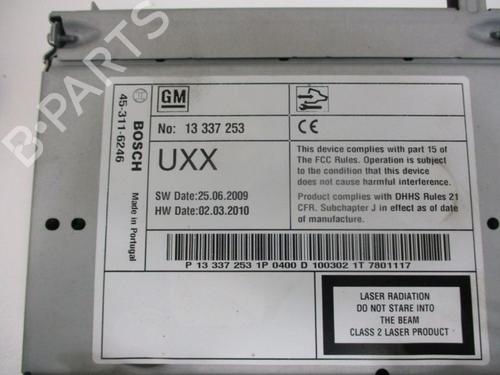 GM
No: 13 337 253
UXX
SW Date:25.06.2009
HW Date:02.03.2010
BOSCH
Made in Portugal
45-311-6246
CE
This device complies with part 15 of
The FCC Rules. Operation is subject
to the condition that this device does
not cause harmful interference.
Product complies with DHHS Rules 21
CFR. Subchapter J in effect as of date
of manufacture.
P 13 337 253 1P 0400 D 100302 1T 7801117
LASER RADIATION
DO NOT STARE INTO
THE BEAM
CLASS 2 LASER PRODUCT
B-PARTS